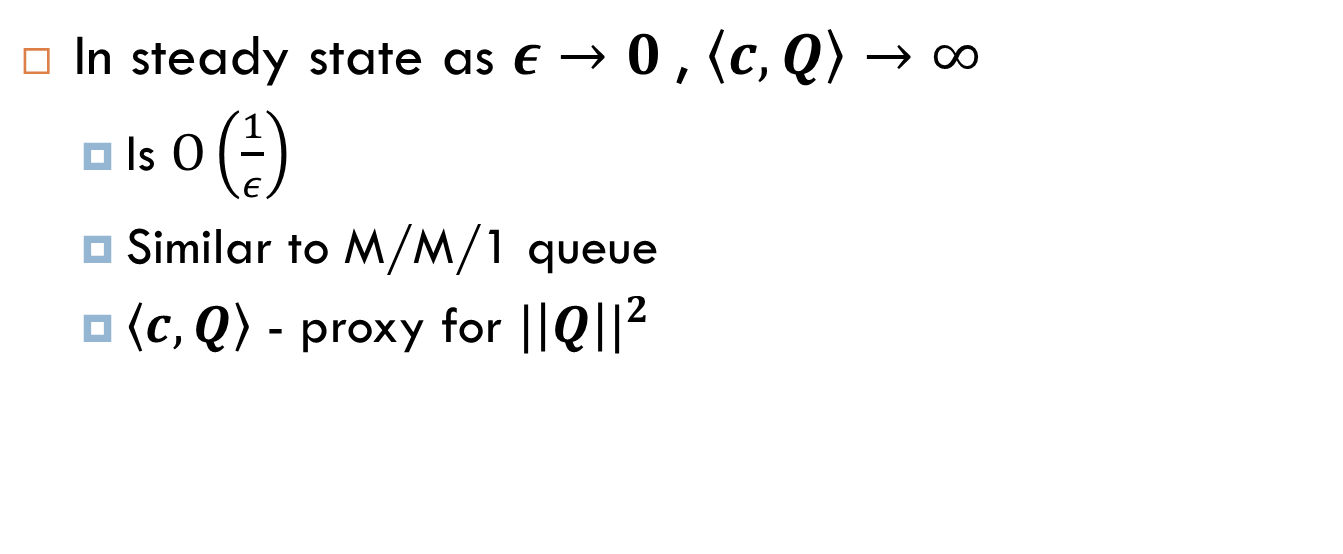 In steady state as ϵ → 0 , ⟨c, Q⟩ → ∞
Is O(1/ϵ)
Similar to M/M/1 queue
⟨c, Q⟩ - proxy for ||Q||²